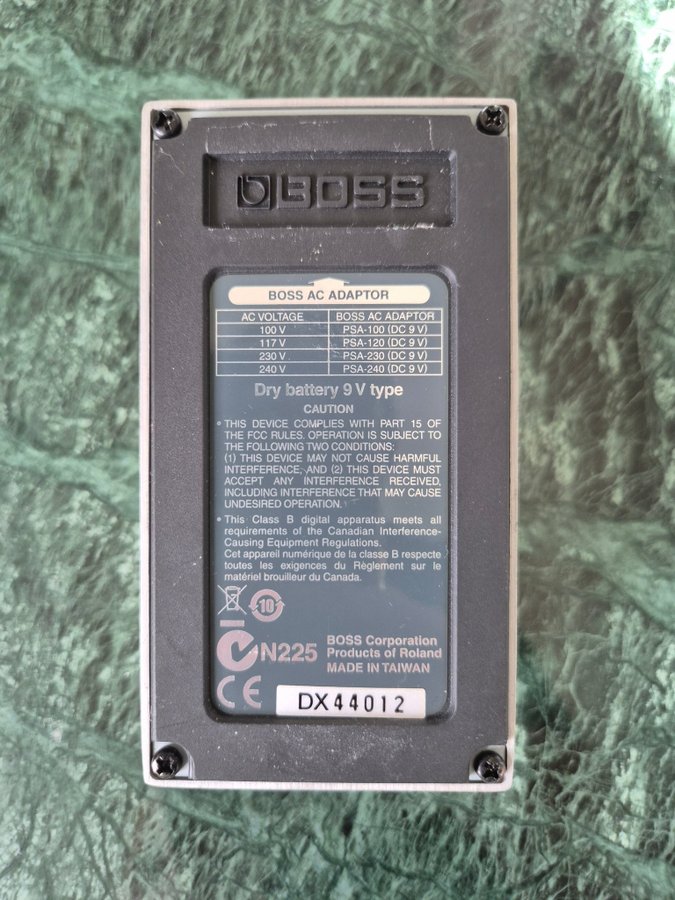 BOSS
BOSS AC ADAPTOR
AC VOLTAGE BOSS AC ADAPTOR
100 V PSA-100 (DC 9 V)
117 V PSA-120 (DC 9 V)
230 V PSA-230 (DC 9 V)
240 V PSA-240 (DC 9 V)
Dry battery 9 V type
CAUTION
• THIS DEVICE COMPLIES WITH PART 15 OF
THE FCC RULES. OPERATION IS SUBJECT TO
THE FOLLOWING TWO CONDITIONS:
(1) THIS DEVICE MAY NOT CAUSE HARMFUL
INTERFERENCE, AND (2) THIS DEVICE MUST
ACCEPT ANY INTERFERENCE RECEIVED,
INCLUDING INTERFERENCE THAT MAY CAUSE
UNDESIRED OPERATION.
• This Class B digital apparatus meets all
requirements of the Canadian Interference-
Causing Equipment Regulations.
Cet appareil numérique de la classe B respecte
toutes les exigences du Règlement sur le
matériel brouilleur du Canada.
10
N225
BOSS Corporation
Products of Roland
MADE IN TAIWAN
CE
DX44012